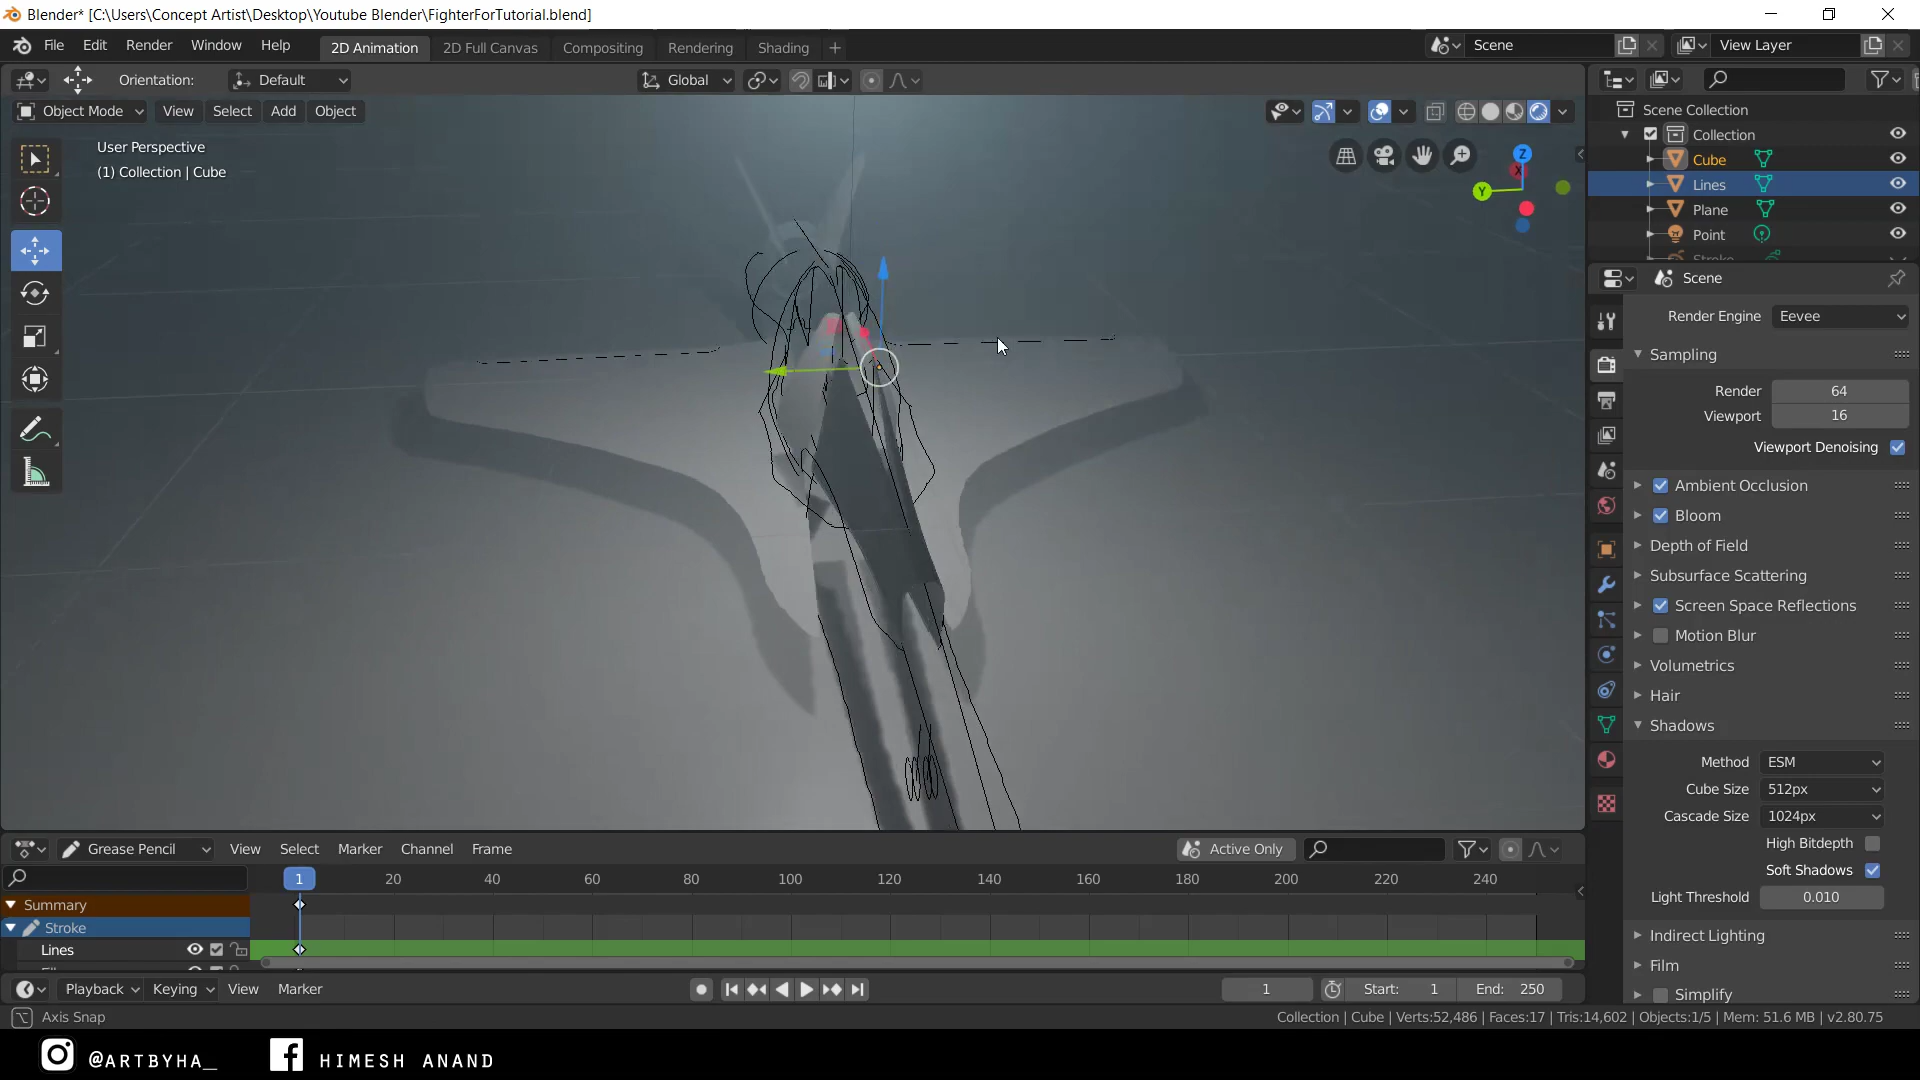 Blender* [C:\Users\Concept Artist\Desktop\Youtube Blender\FighterForTutorial.blend]
File Edit Render Window Help 2D Animation 2D Full Canvas Compositing Rendering Shading + Scene View Layer
Orientation: Default Global
Object Mode View Select Add Object
User Perspective
(1) Collection | Cube
Z
X
Y
Scene Collection
Collection
Cube
Lines
Plane
Point
Stroke
Scene
Render Engine Eevee
Sampling
Render 64
Viewport 16
Viewport Denoising
Ambient Occlusion
Bloom
Depth of Field
Subsurface Scattering
Screen Space Reflections
Motion Blur
Volumetrics
Hair
Shadows
Method ESM
Cube Size 512px
Cascade Size 1024px
High Bitdepth
Soft Shadows
Light Threshold 0.010
Indirect Lighting
Film
Simplify
Grease Pencil View Select Marker Channel Frame Active Only
1 20 40 60 80 100 120 140 160 180 200 220 240
Summary
Stroke
Lines
Playback Keying View Marker 1 Start: 1 End: 250
Axis Snap Collection | Cube | Verts:52,486 | Faces:17 | Tris:14,602 | Objects:1/5 | Mem: 51.6 MB | v2.80.75
@ARTBYHA_ HIMESH ANAND